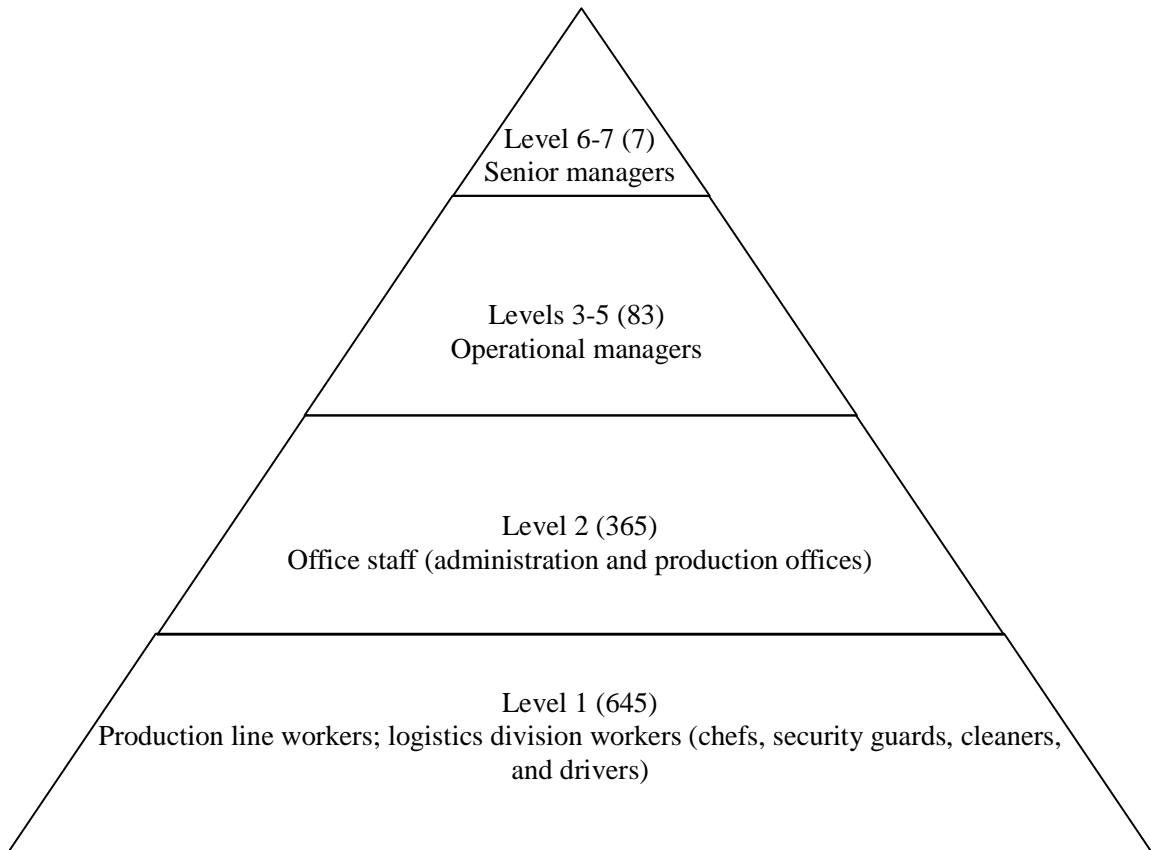 Level 6-7 (7)
Senior managers
Levels 3-5 (83)
Operational managers
Level 2 (365)
Office staff (administration and production offices)
Level 1 (645)
Production line workers; logistics division workers (chefs, security guards, cleaners,
and drivers)